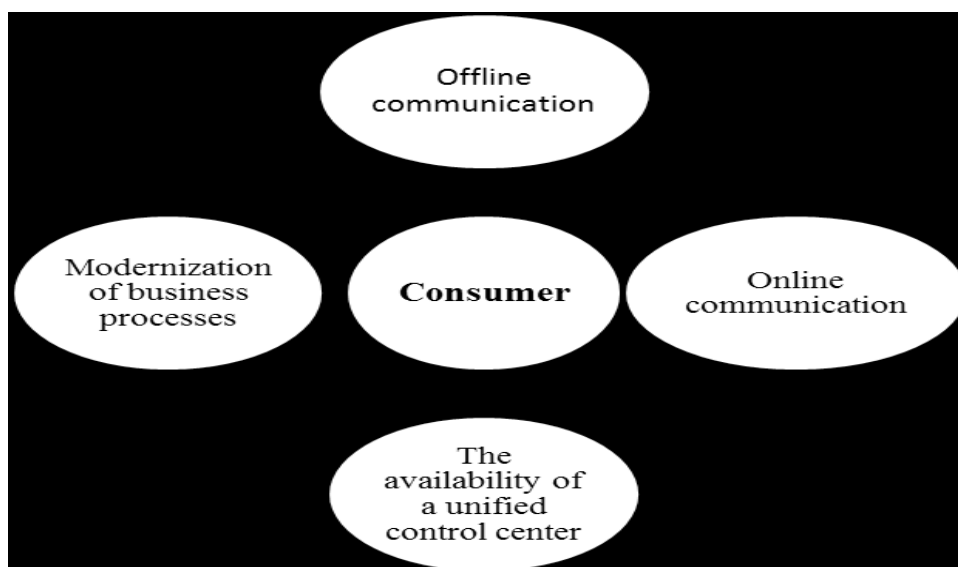 Offline
communication
Modernization
of business
processes
Consumer
Online
communication
The
availability of
a unified
control center